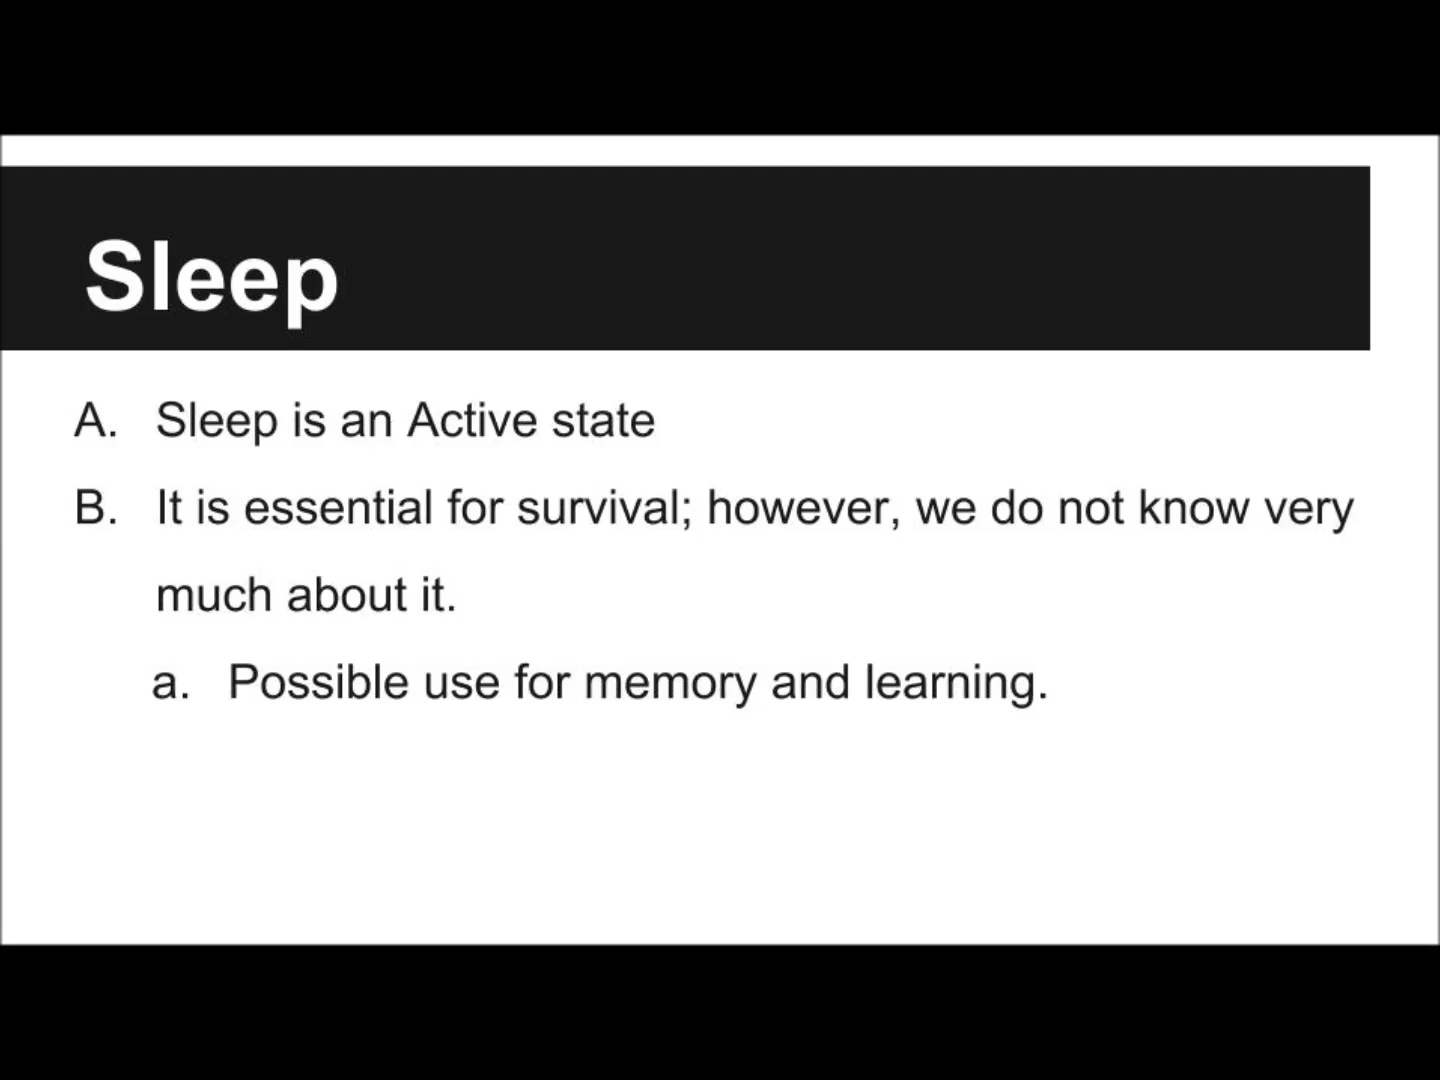 Sleep
A. Sleep is an Active state
B. It is essential for survival; however, we do not know very
much about it.
a. Possible use for memory and learning.